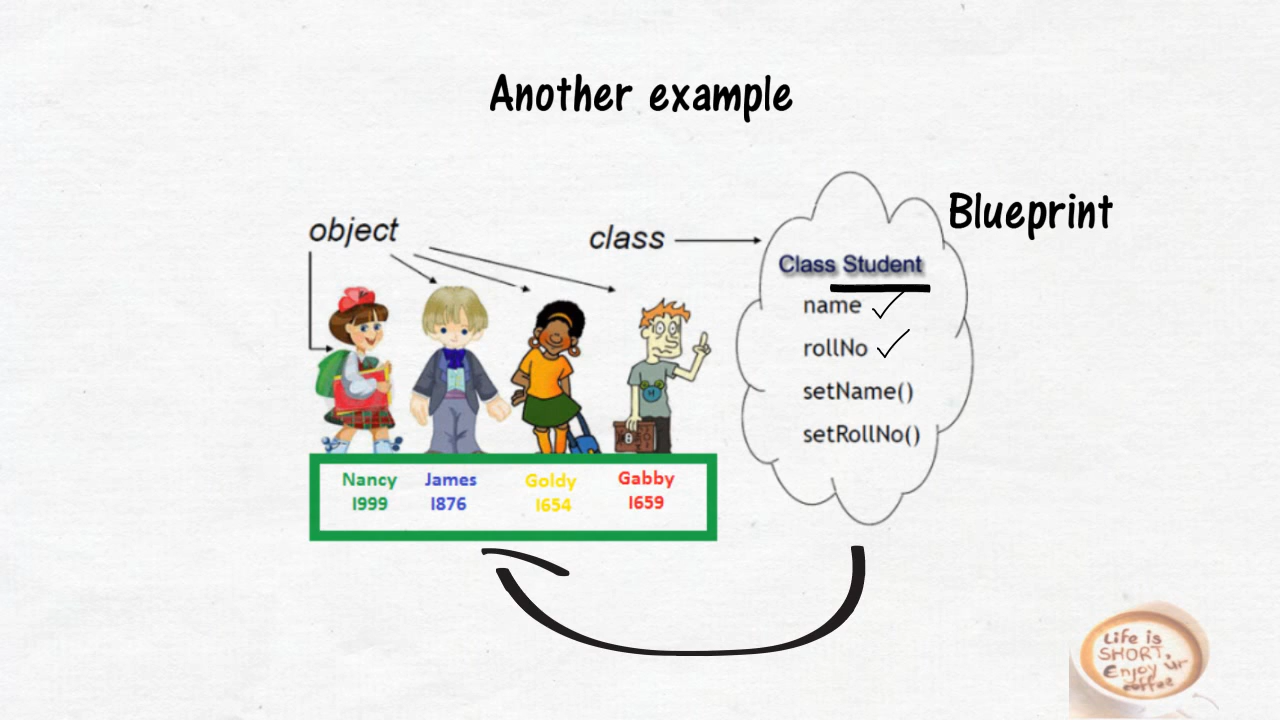 Another example
object
class
Blueprint
Class Student
name
rollNo
setName()
setRollNo()
Nancy
1999
James
1876
Goldy
1654
Gabby
1659
Life is
SHORT,
Enjoy ur
coffee